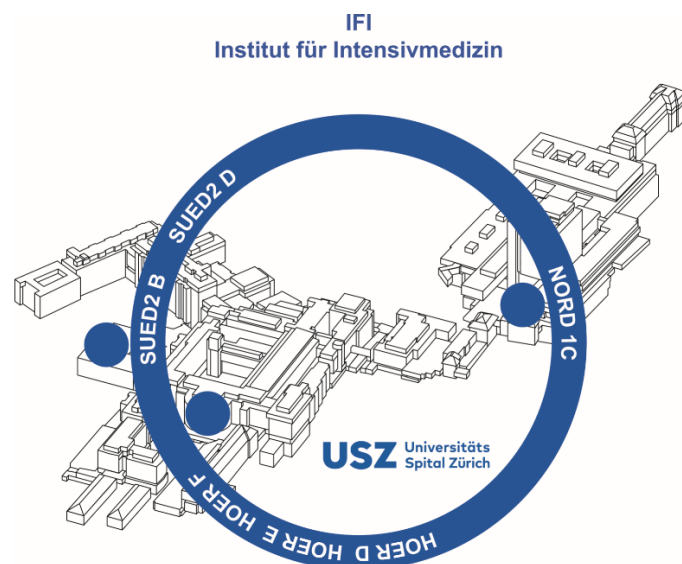 IFI
Institut für Intensivmedizin
SUED2 D
SUED2 B
NORD 1C
USZ Universitäts
Spital Zürich
HOER F
HOER E
HOER D